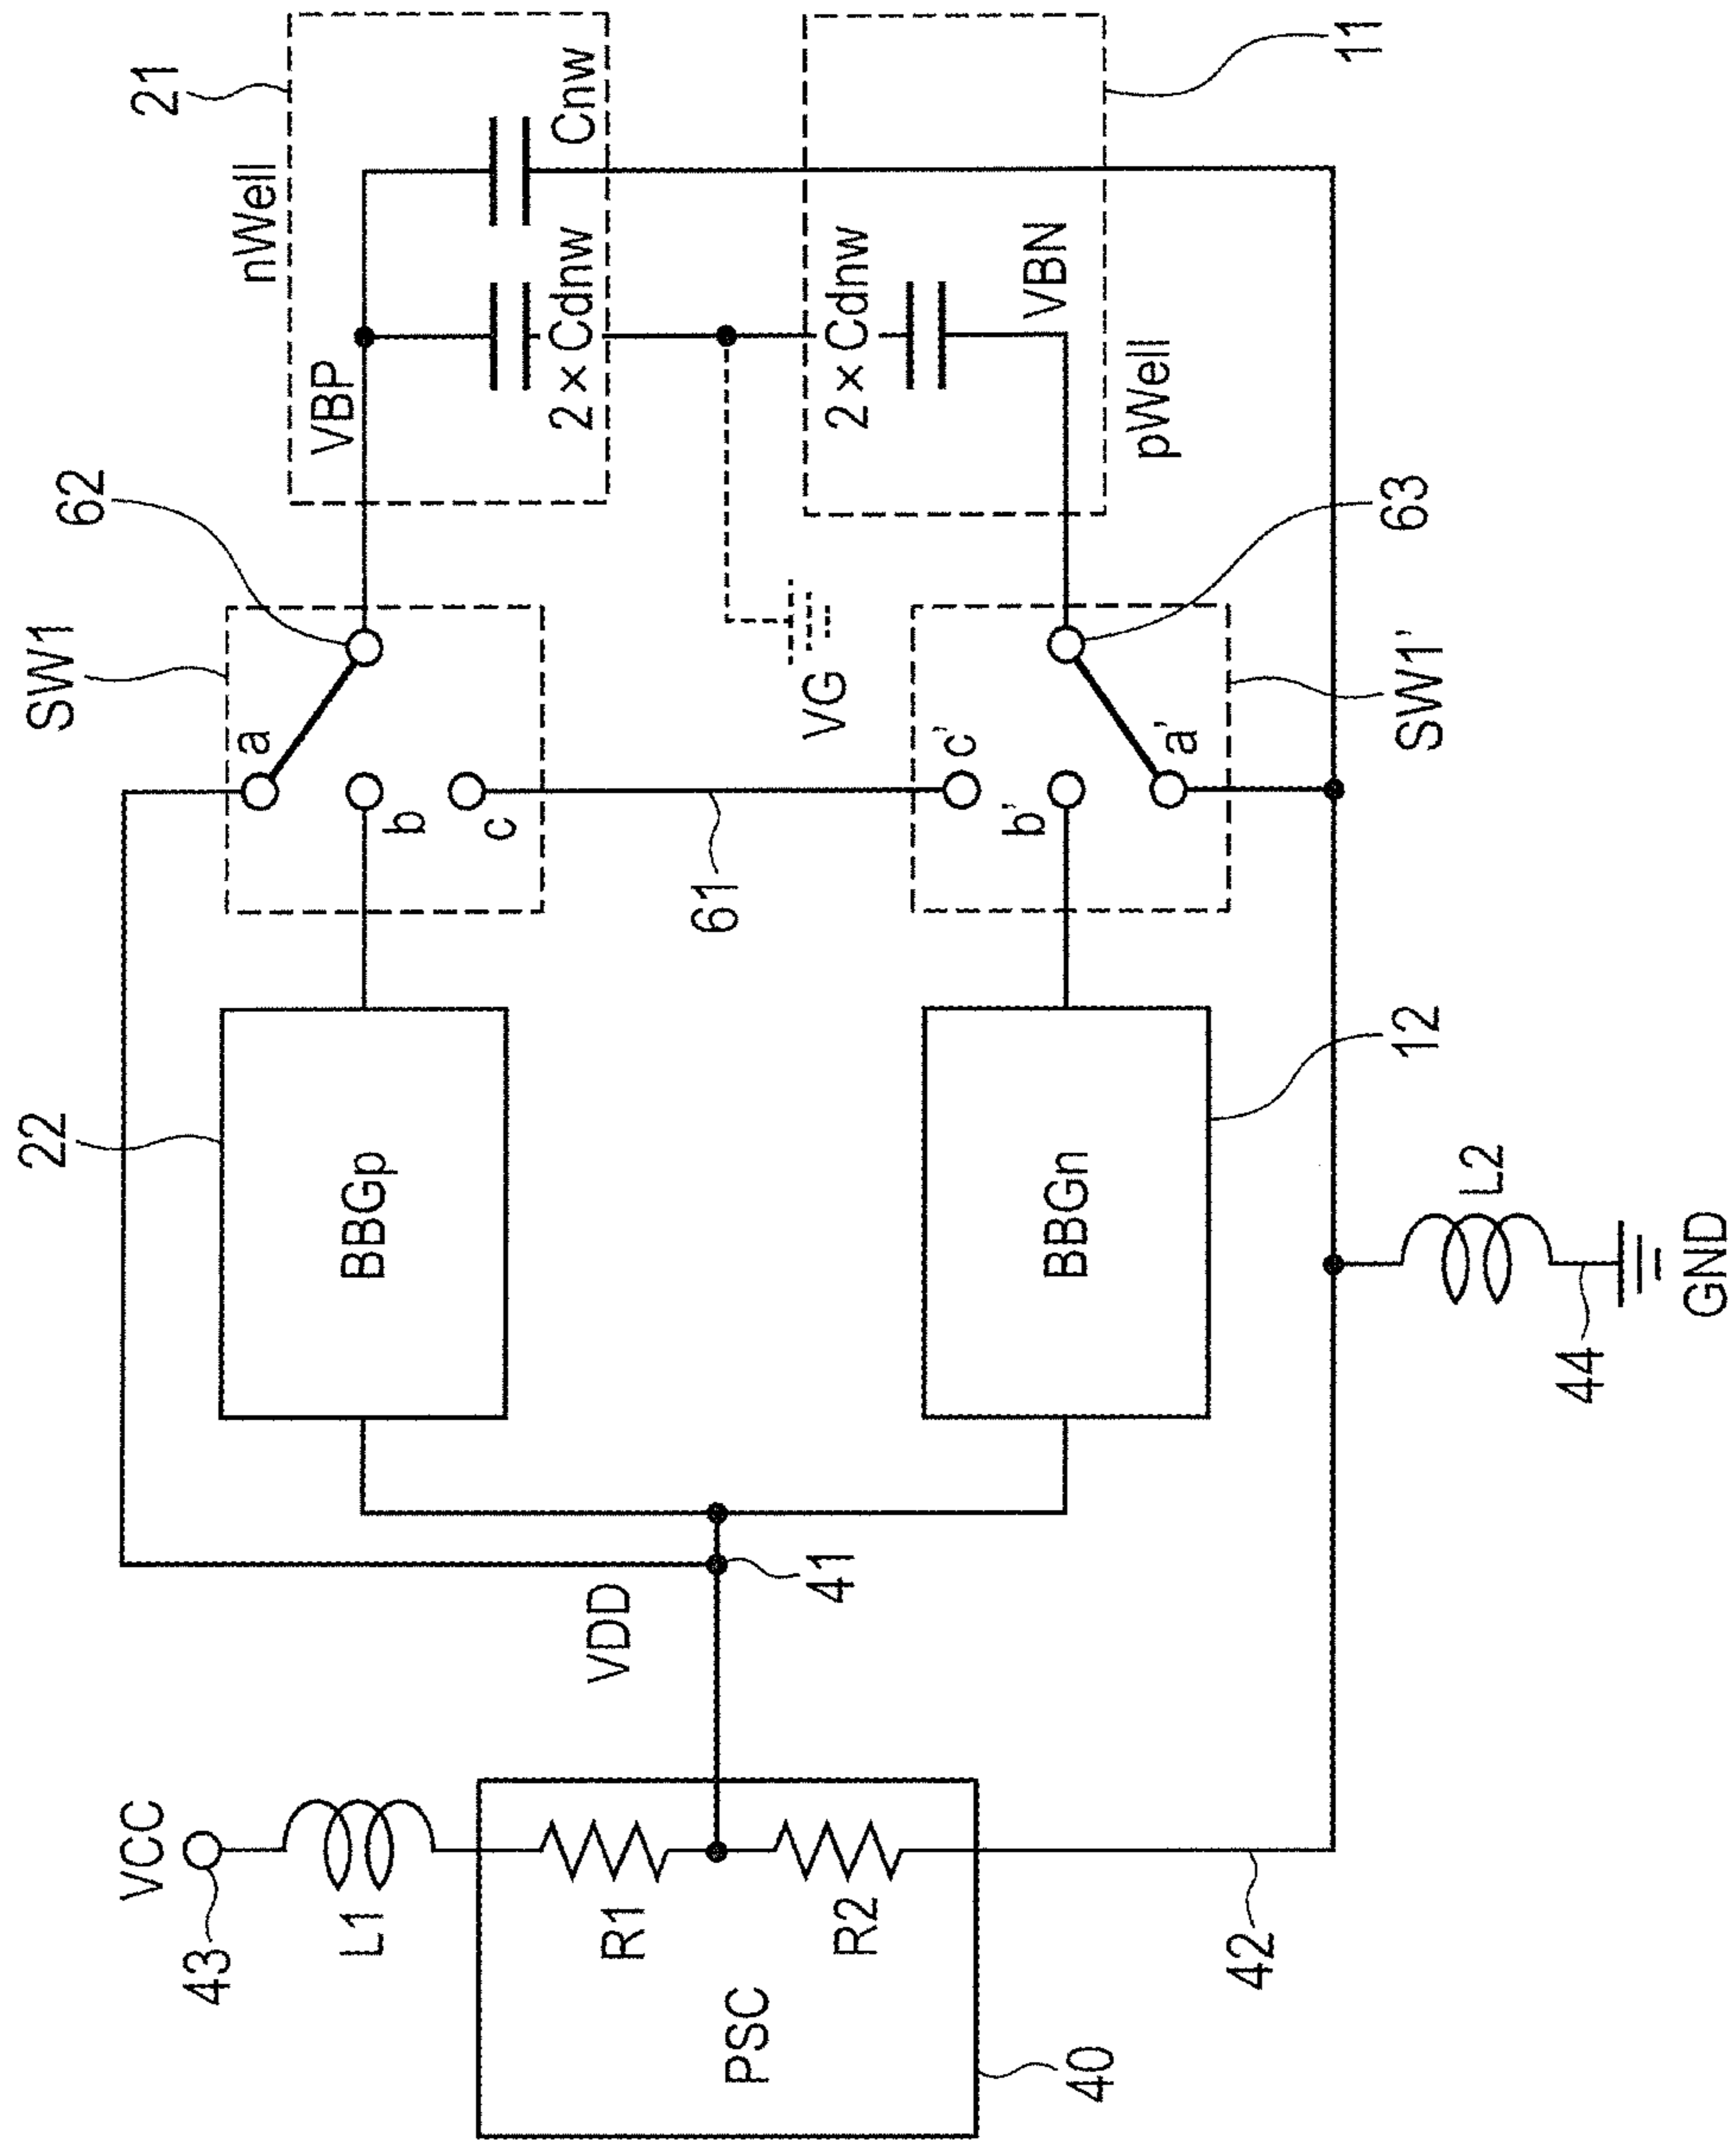 43
VCC
L1
R1
R2
PSC
40
42
VDD
41
22
BBGp
BBGn
12
L2
44
GND
SW1
62
a
b
c
61
c'
b'
a'
SW1'
63
VG
21
nWell
VBP
2×Cdnw
Cnw
2×Cdnw
VBN
pWell
11